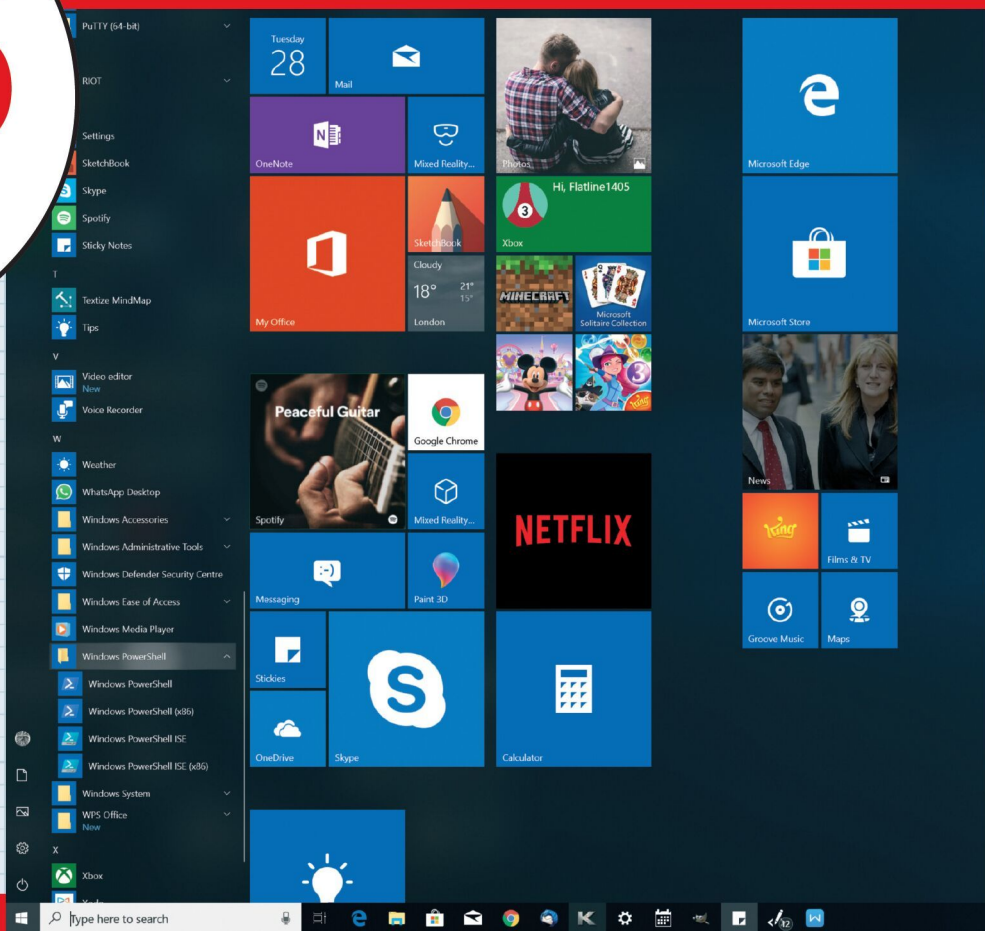 PuTTY (64-bit)
RIOT
Settings
SketchBook
Skype
Spotify
Sticky Notes
T
Textize MindMap
Tips
V
Video editor
New
Voice Recorder
W
Weather
WhatsApp Desktop
Windows Accessories
Windows Administrative Tools
Windows Defender Security Centre
Windows Ease of Access
Windows Media Player
Windows PowerShell
Windows PowerShell
Windows PowerShell (x86)
Windows PowerShell ISE
Windows PowerShell ISE (x86)
Windows System
WPS Office
New
X
Xbox
Tuesday
28
Mail
OneNote
Mixed Reality...
My Office
SketchBook
Cloudy
18° 21°
15°
London
Peaceful Guitar
Spotify
Google Chrome
Mixed Reality...
Messaging
Paint 3D
Stickies
OneDrive
Skype
Photos
Hi, Flatline1405
3
Xbox
MINECRAFT
Microsoft
Solitaire Collection
3
King
NETFLIX
Calculator
Microsoft Edge
Microsoft Store
News
King
Films & TV
Groove Music
Maps
Type here to search
12